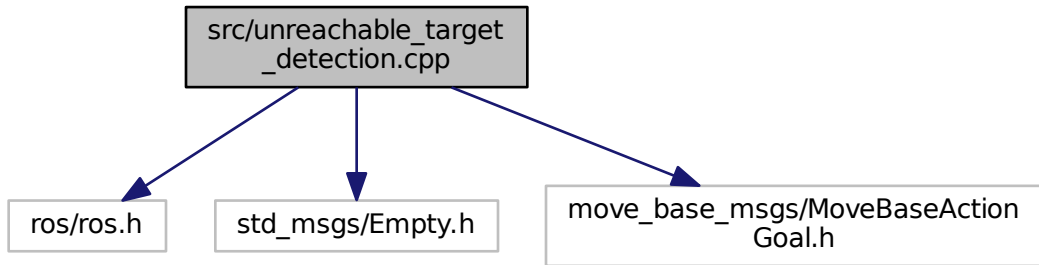 src/unreachable_target
_detection.cpp
ros/ros.h
std_msgs/Empty.h
move_base_msgs/MoveBaseAction
Goal.h